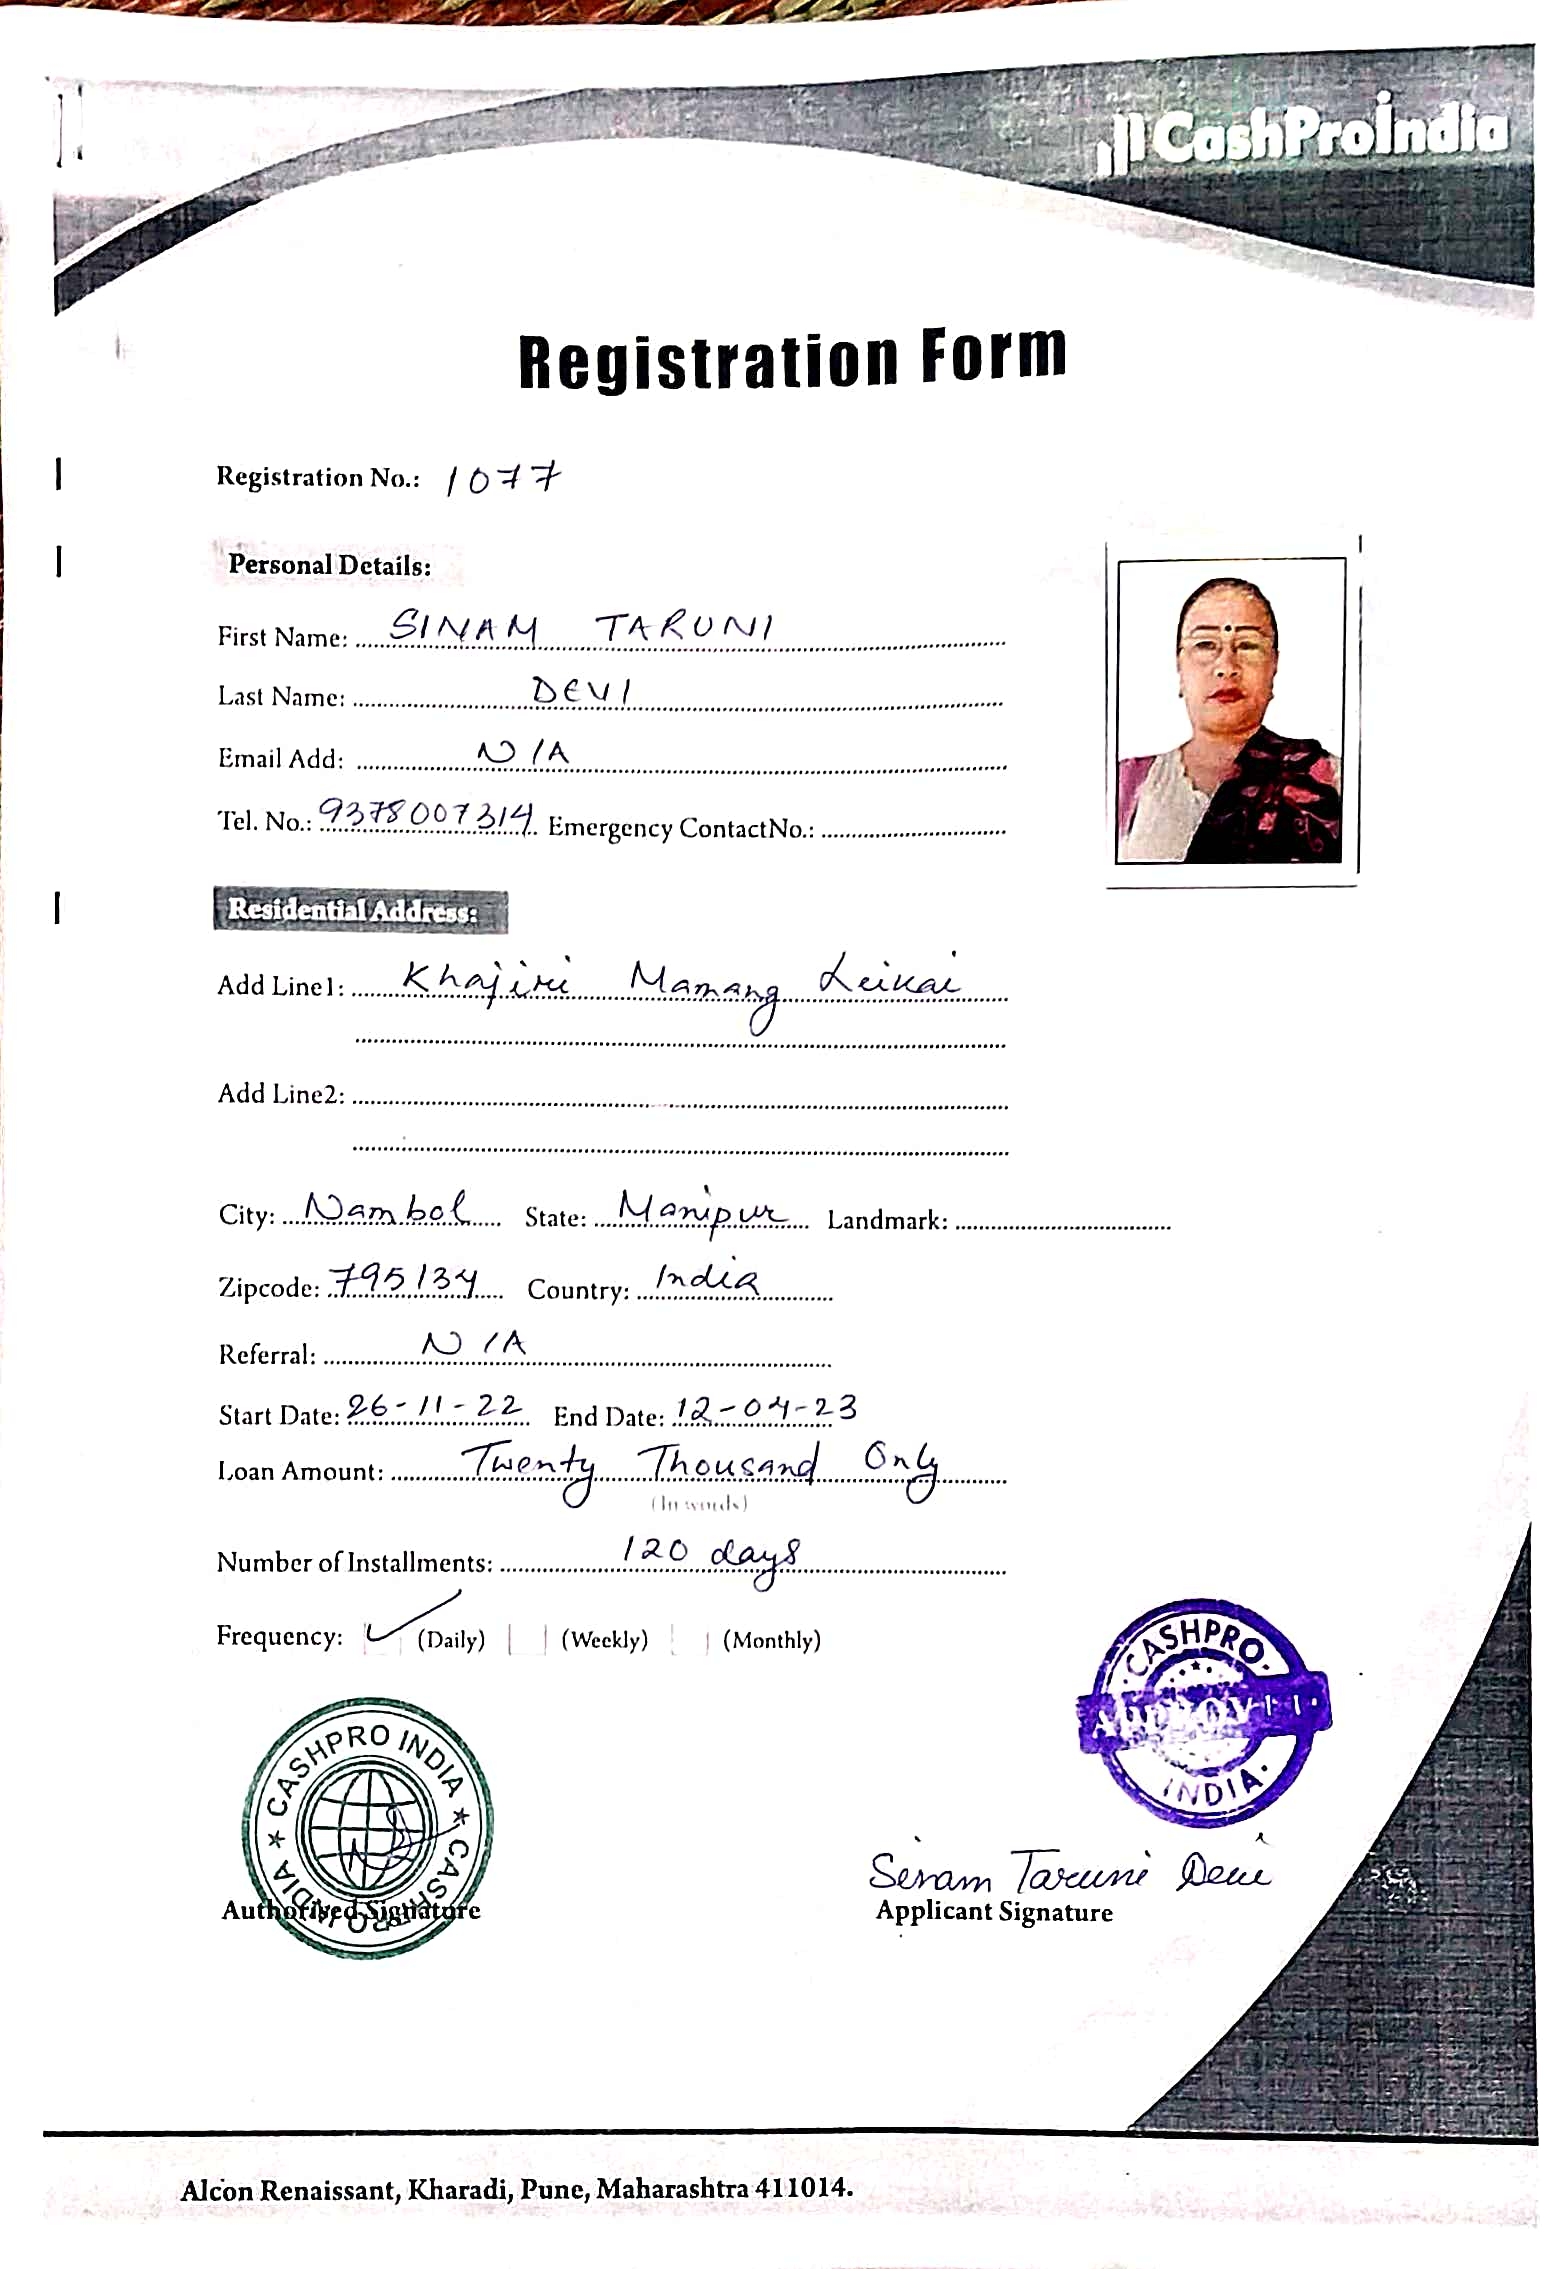 CashProIndia
Registration Form
Registration No.: 1077
Personal Details:
First Name: SINAM TARUNI
Last Name: DEVI
Email Add: N/A
Tel. No.: 9378007314 Emergency ContactNo.:
Residential Address:
Add Line1: Khajiri Mamang Leikai
Add Line2:
City: Nambol State: Manipur Landmark:
Zipcode: 795134 Country: India
Referral: N/A
Start Date: 26-11-22 End Date: 12-04-23
Loan Amount: Twenty Thousand Only
(In words)
Number of Installments: 120 days
Frequency: (Daily) (Weekly) (Monthly)
CASHPRO
APPROVED
INDIA
CASHPRO INDIA
CASHPRO INDIA
Sinam Taruni Devi
Authorised Signature Applicant Signature
Alcon Renaissant, Kharadi, Pune, Maharashtra 411014.